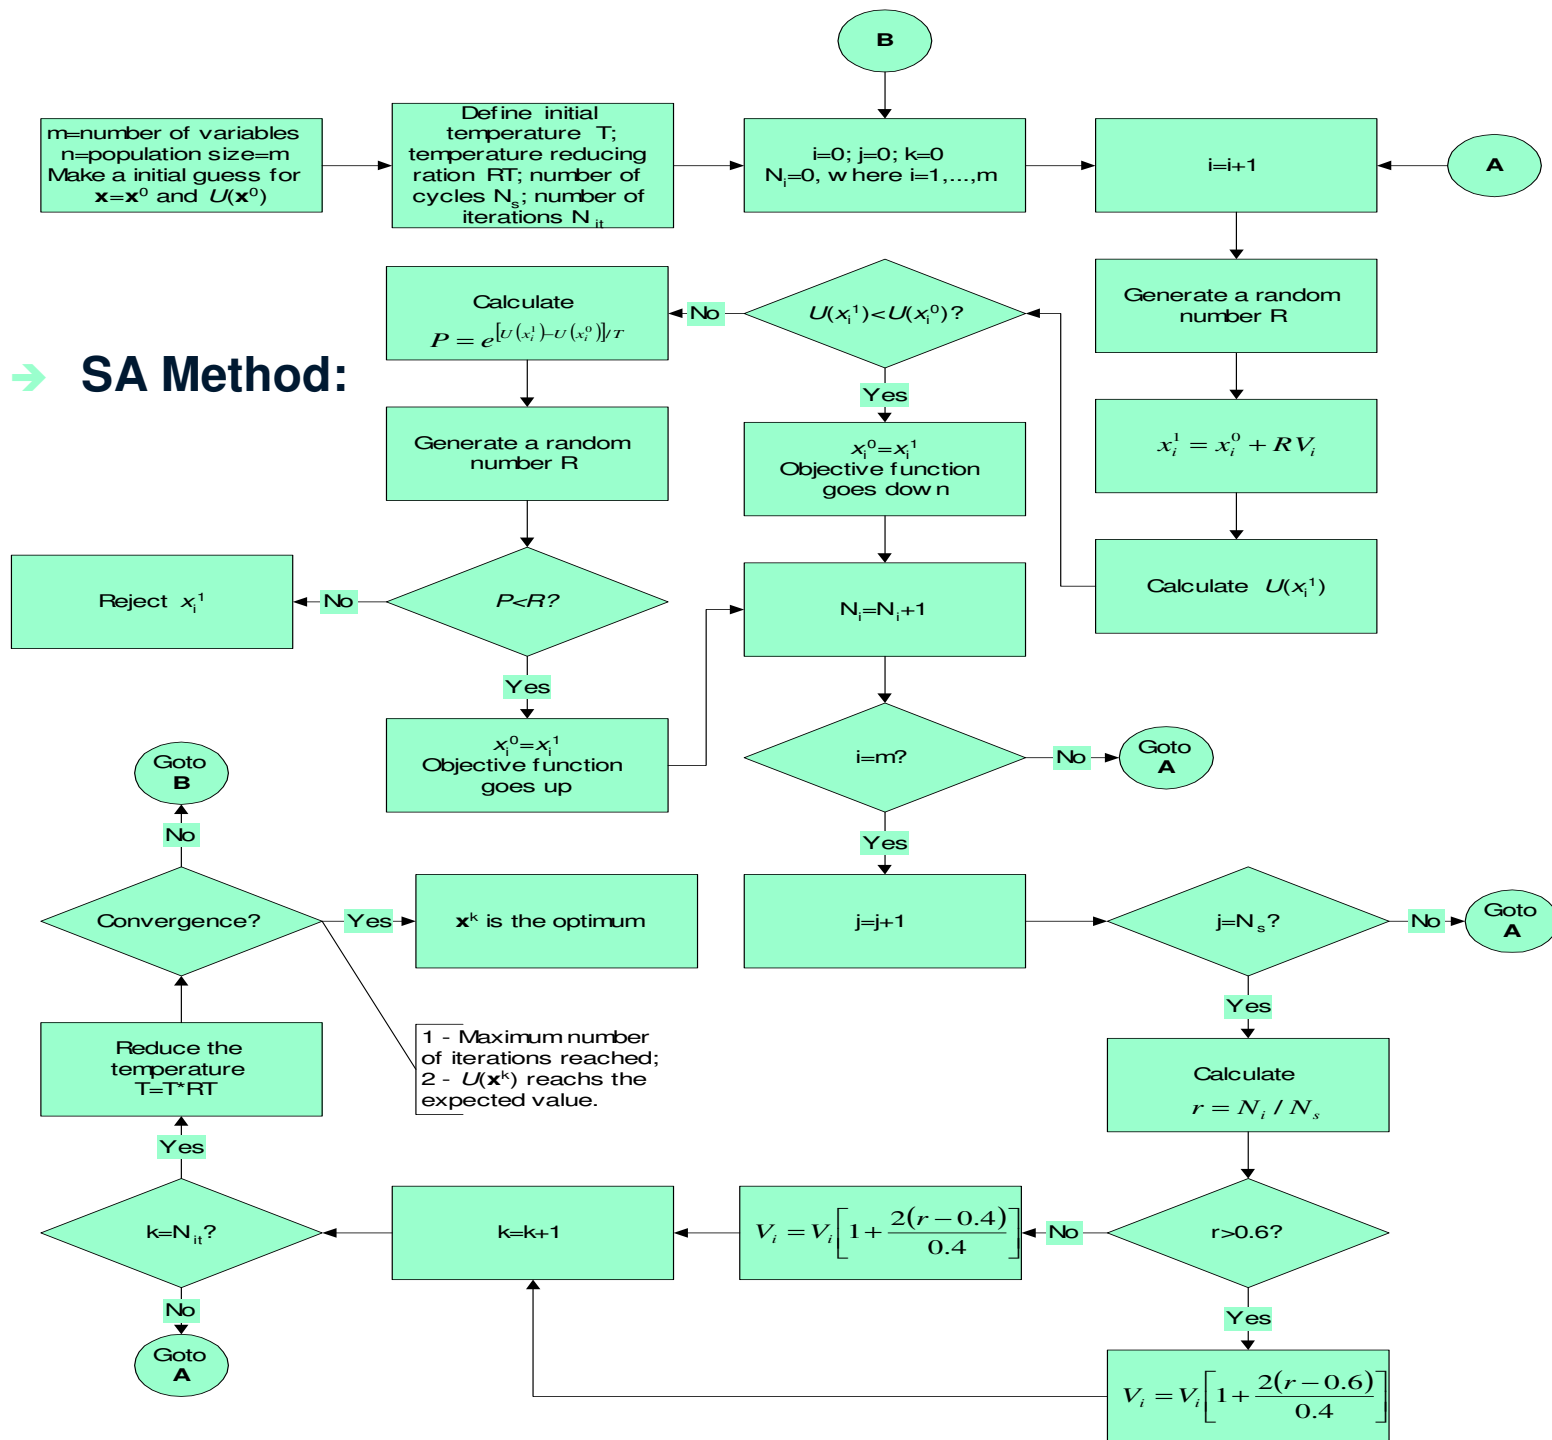 B
m=number of variables
n=population size=m
Make a initial guess for
x=x⁰ and U(x⁰)
Define initial
temperature T;
temperature reducing
ration RT; number of
cycles Nₛ; number of
iterations Nᵢₜ
i=0; j=0; k=0
Nᵢ=0, where i=1,...,m
i=i+1
A
Generate a random
number R
xᵢ¹ = xᵢ⁰ + RVᵢ
Calculate U(xᵢ¹)
U(xᵢ¹)<U(xᵢ⁰)?
No
Calculate
P = e^[U(xᵢ¹)−U(xᵢ⁰)]/T
→ SA Method:
Yes
xᵢ⁰=xᵢ¹
Objective function
goes down
Generate a random
number R
P<R?
No
Reject xᵢ¹
Yes
xᵢ⁰=xᵢ¹
Objective function
goes up
Nᵢ=Nᵢ+1
i=m?
No
Goto
A
Yes
j=j+1
j=Nₛ?
No
Goto
A
Yes
Calculate
r = Nᵢ / Nₛ
r>0.6?
No
Vᵢ = Vᵢ[1 + 2(r − 0.4)/0.4]
Yes
Vᵢ = Vᵢ[1 + 2(r − 0.6)/0.4]
k=k+1
k=Nᵢₜ?
No
Goto
A
Yes
Reduce the
temperature
T=T*RT
Convergence?
Yes
xᵏ is the optimum
1 - Maximum number
of iterations reached;
2 - U(xᵏ) reachs the
expected value.
No
Goto
B